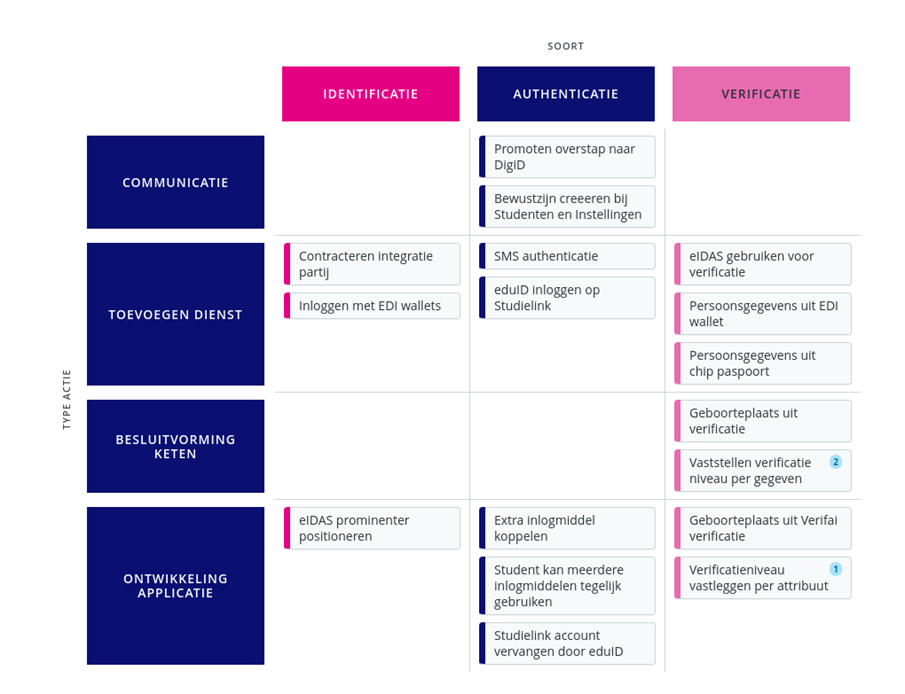 SOORT
IDENTIFICATIE
AUTHENTICATIE
VERIFICATIE
TYPE ACTIE
COMMUNICATIE
Promoten overstap naar
DigiD
Bewustzijn creeeren bij
Studenten en Instellingen
TOEVOEGEN DIENST
Contracteren integratie
partij
Inloggen met EDI wallets
SMS authenticatie
eduID inloggen op
Studielink
eIDAS gebruiken voor
verificatie
Persoonsgegevens uit EDI
wallet
Persoonsgegevens uit
chip paspoort
BESLUITVORMING
KETEN
Geboorteplaats uit
verificatie
Vaststellen verificatie 2
niveau per gegeven
ONTWIKKELING
APPLICATIE
eIDAS prominenter
positioneren
Extra inlogmiddel
koppelen
Student kan meerdere
inlogmiddelen tegelijk
gebruiken
Studielink account
vervangen door eduID
Geboorteplaats uit Verifai
verificatie
Verificatieniveau 1
vastleggen per attribuut